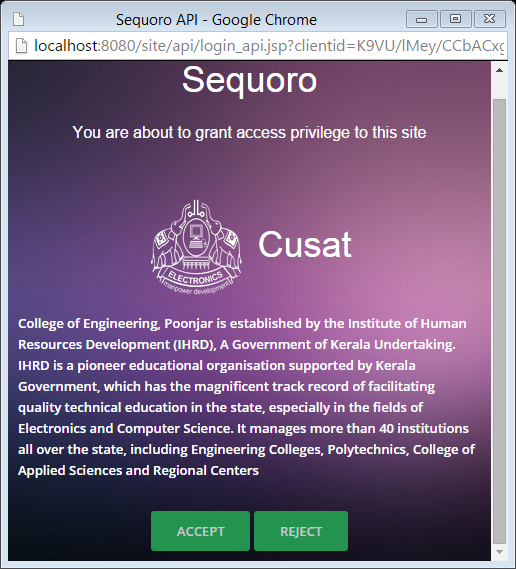 Sequoro API - Google Chrome
localhost:8080/site/api/login_api.jsp?clientid=K9VU/lMey/CCbACxg
Sequoro
You are about to grant access privilege to this site
Cusat
ELECTRONICS
manpower development
College of Engineering, Poonjar is established by the Institute of Human
Resources Development (IHRD), A Government of Kerala Undertaking.
IHRD is a pioneer educational organisation supported by Kerala
Government, which has the magnificent track record of facilitating
quality technical education in the state, especially in the fields of
Electronics and Computer Science. It manages more than 40 institutions
all over the state, including Engineering Colleges, Polytechnics, College of
Applied Sciences and Regional Centers
ACCEPT REJECT